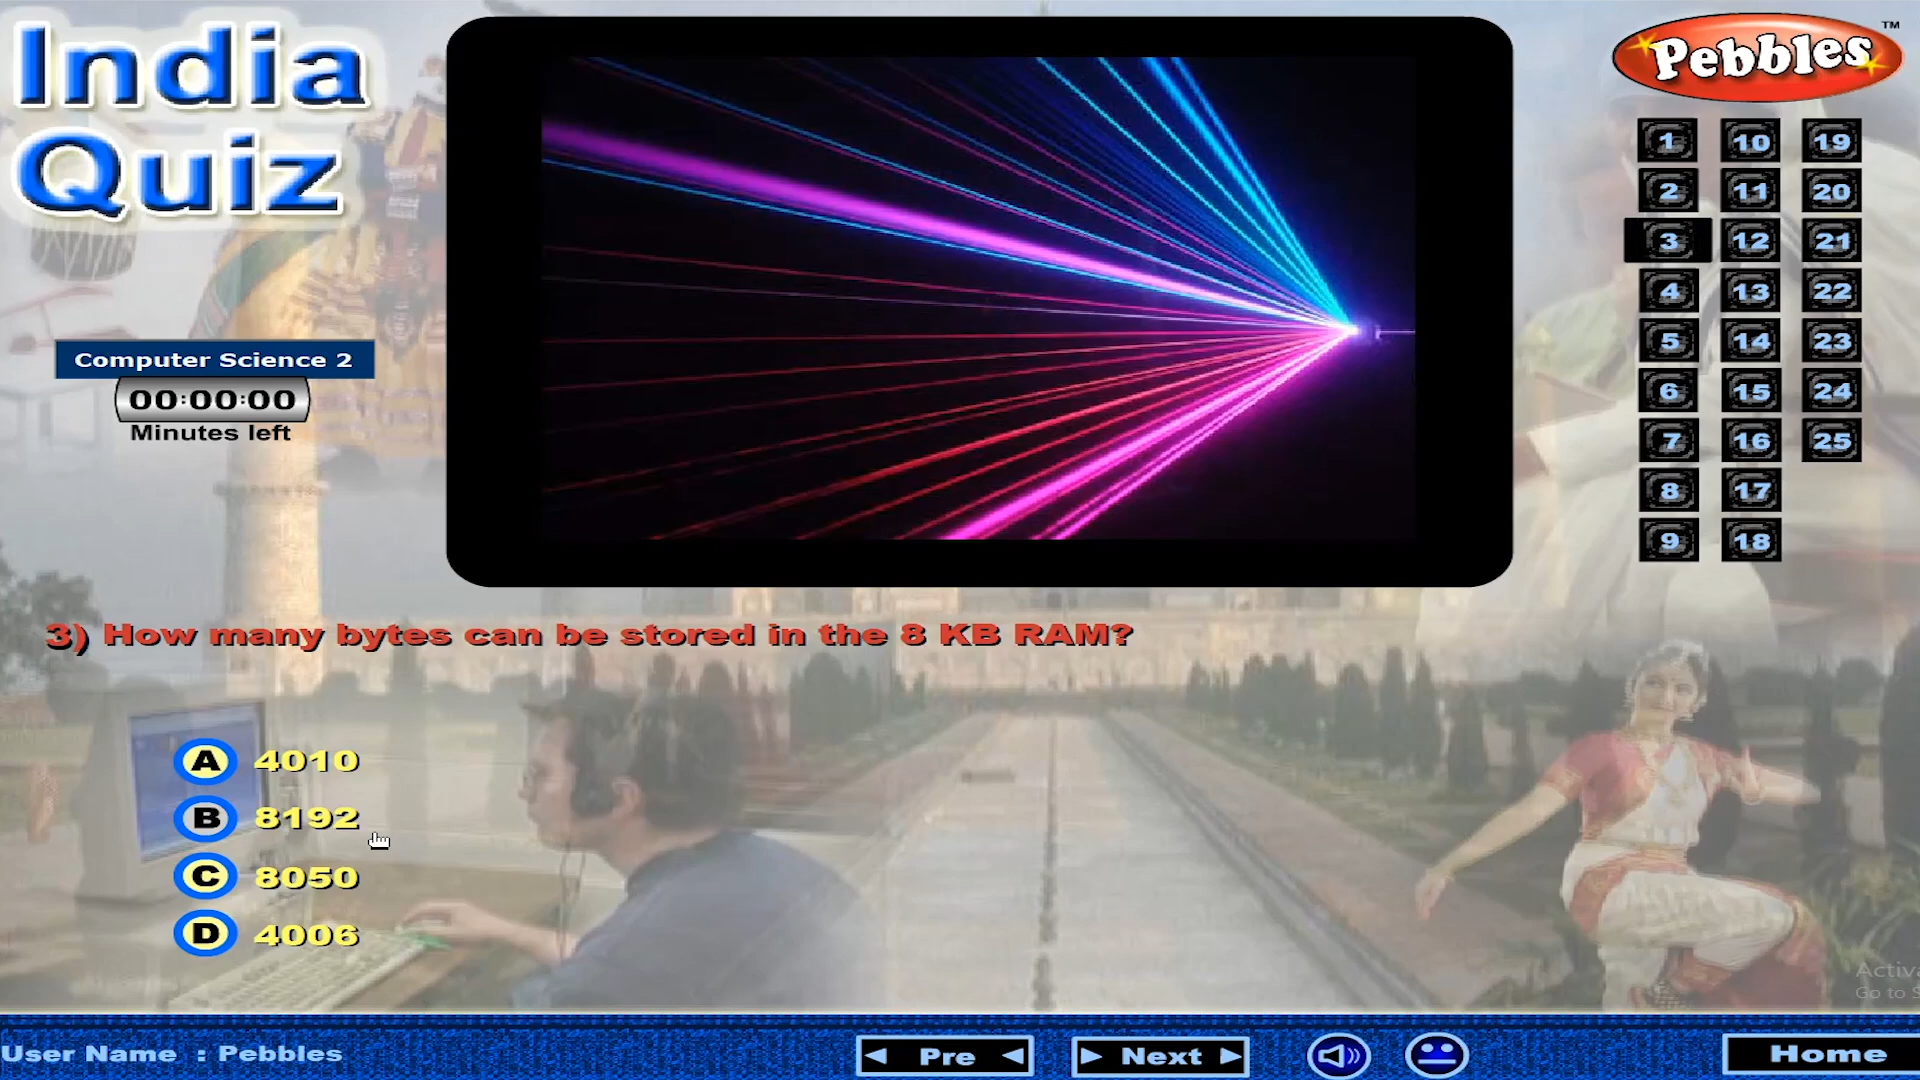 India
Quiz
Pebbles
TM
Computer Science 2
00:00:00
Minutes left
1 10 19
2 11 20
3 12 21
4 13 22
5 14 23
6 15 24
7 16 25
8 17
9 18
3) How many bytes can be stored in the 8 KB RAM?
A 4010
B 8192
C 8050
D 4006
Go to
User Name : Pebbles
Pre
Next
Home